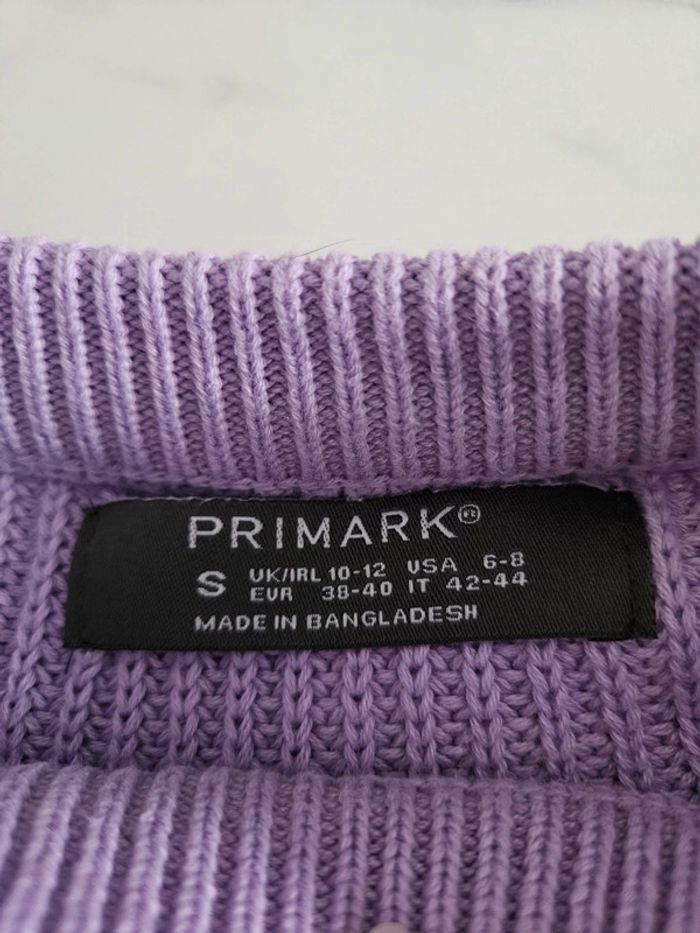 PRIMARK®
S UK/IRL 10-12 USA 6-8
EUR 38-40 IT 42-44
MADE IN BANGLADESH